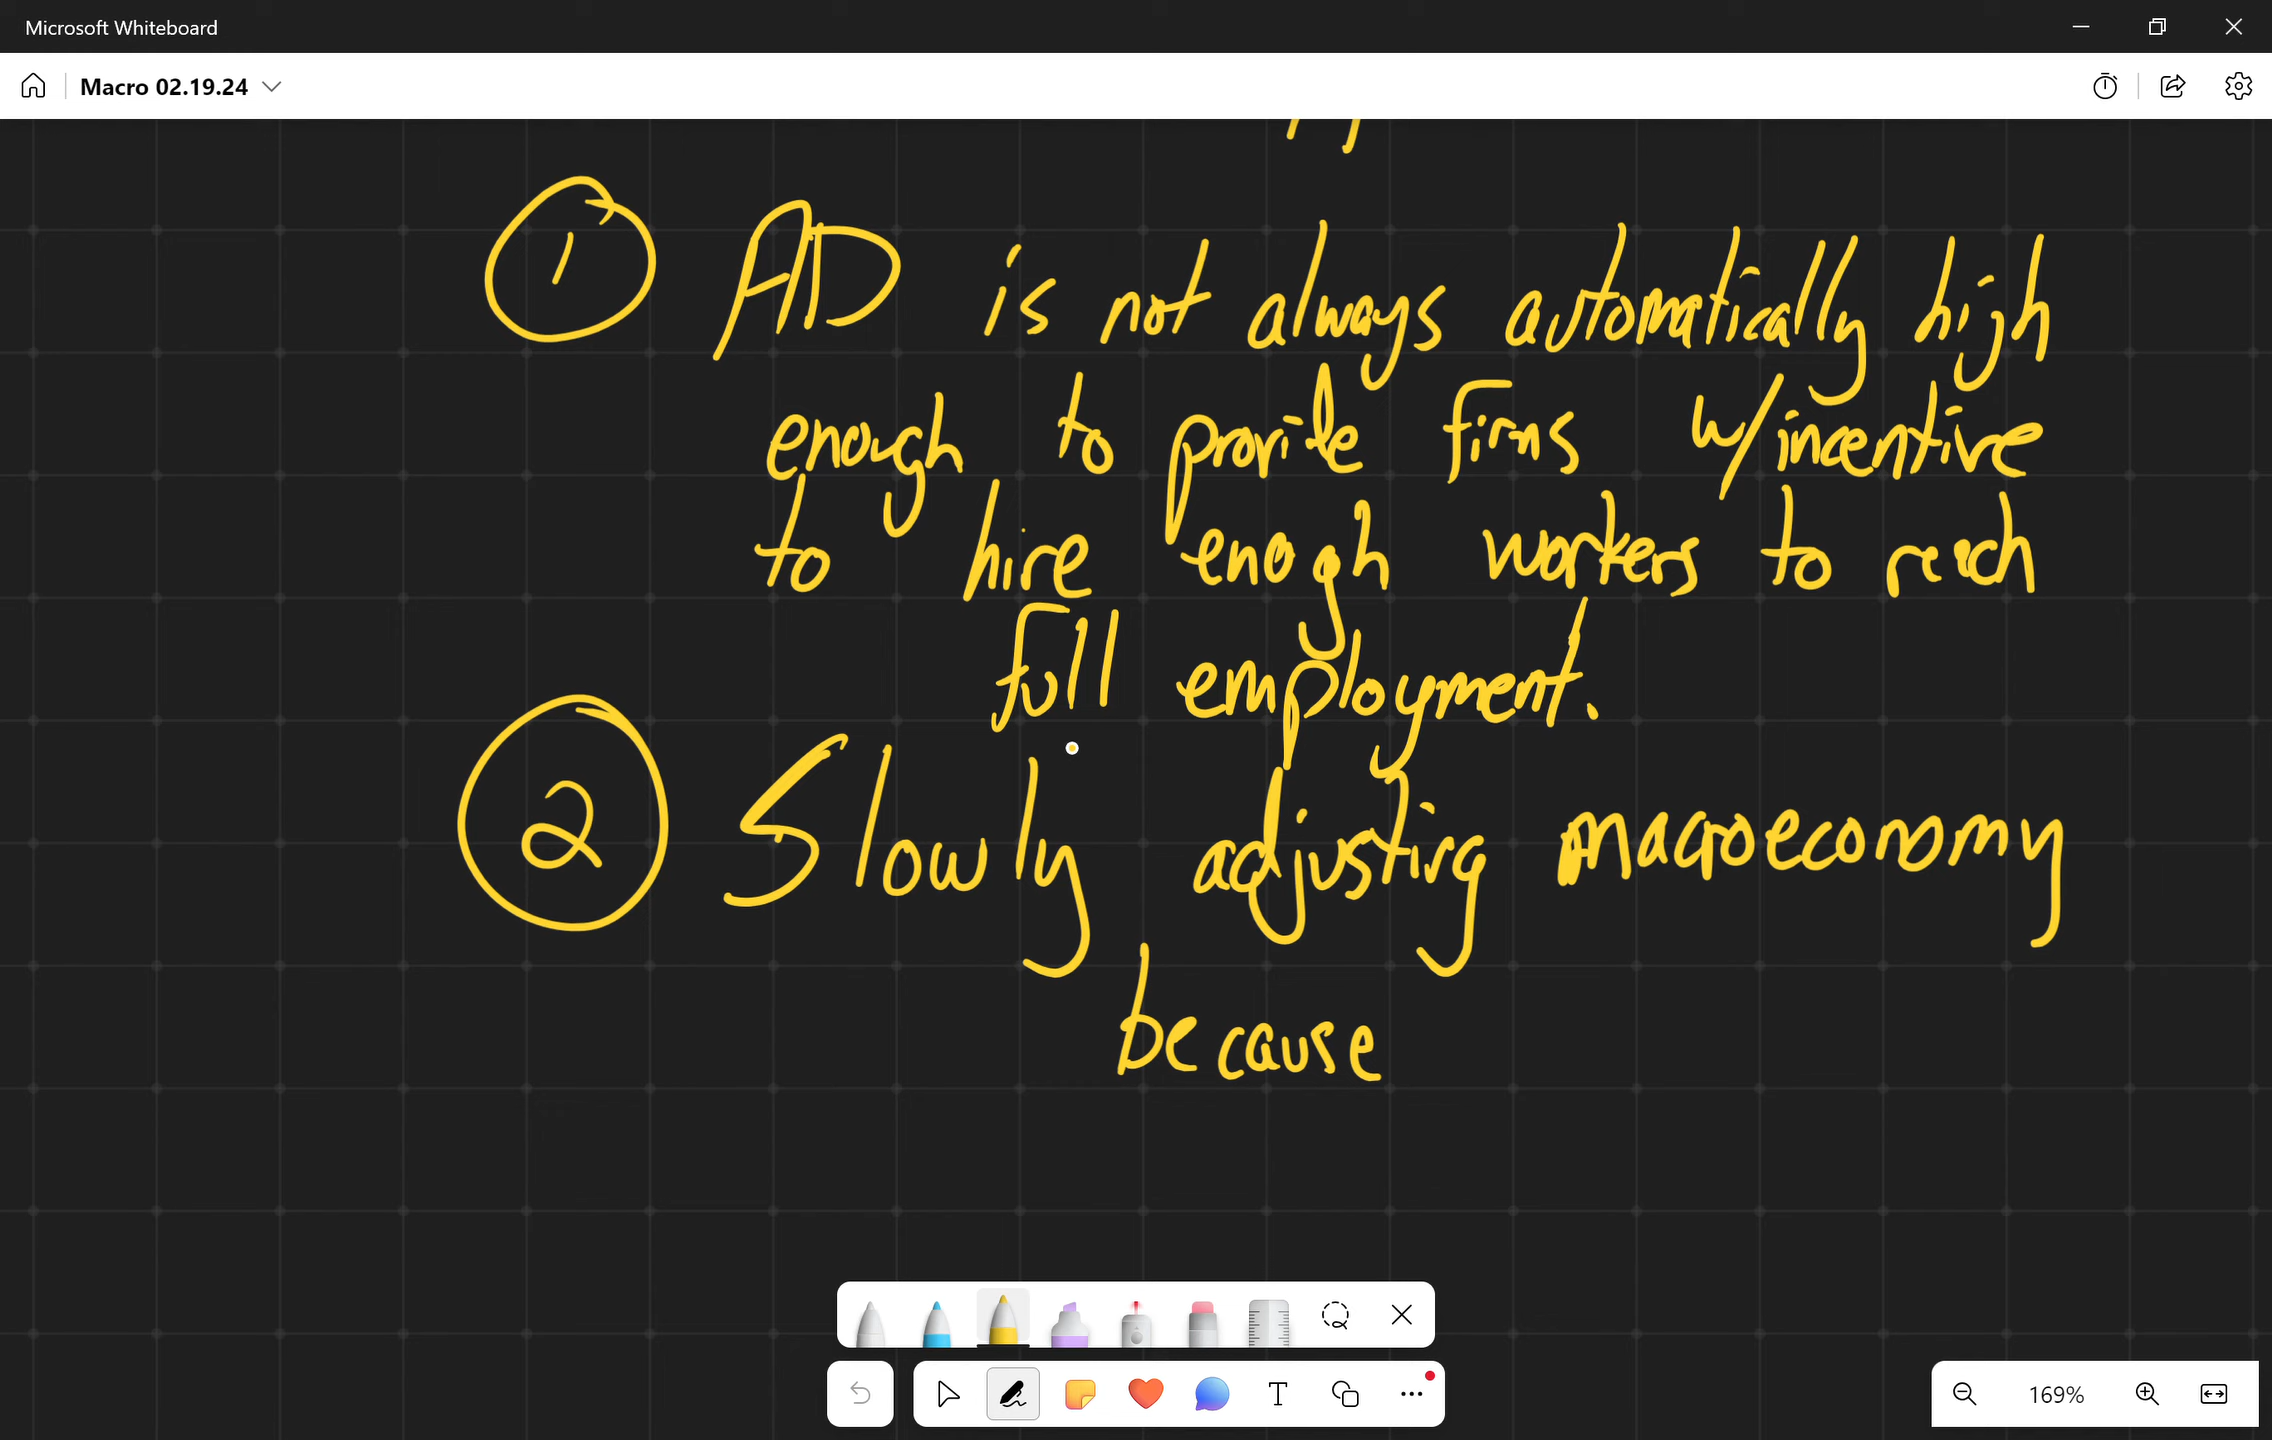 Microsoft Whiteboard
Macro 02.19.24
1 AD is not always automatically high
enough to provide firms w/incentive
to hire enough workers to reach
full employment.
2 Slowly adjusting macroeconomy
because
T
169%